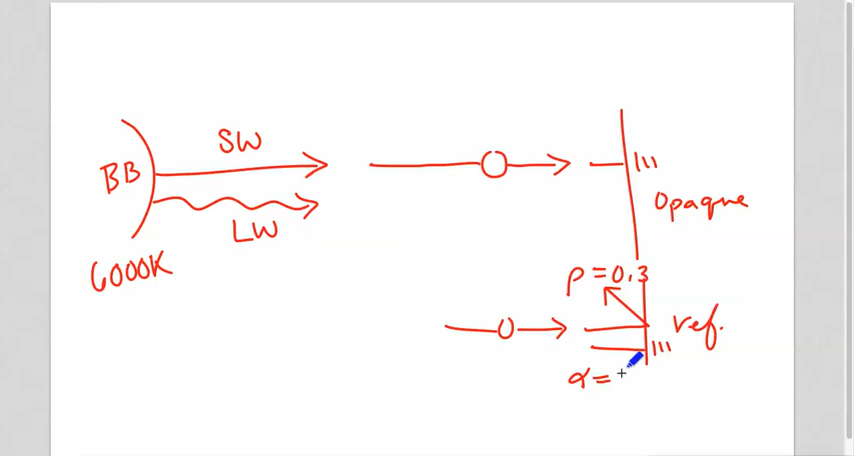 SW
BB
LW
6000K
Opaque
ρ = 0.3
ref.
α =